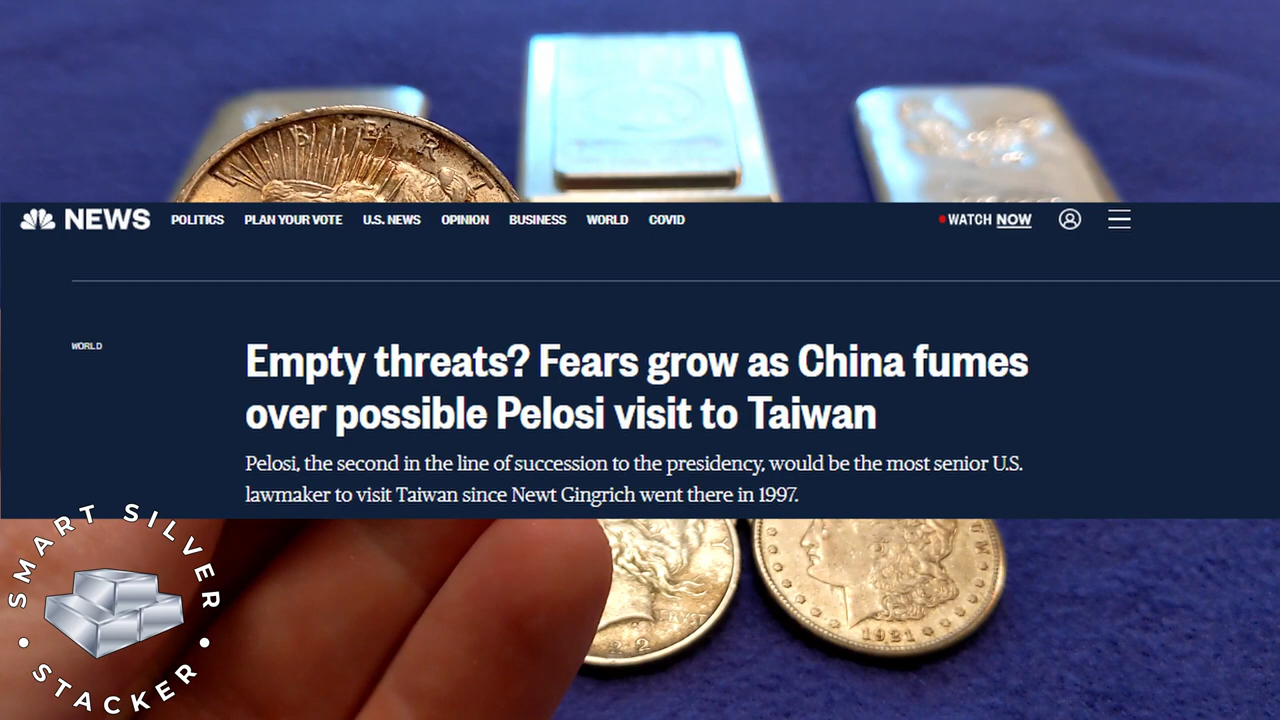 LIBERT
NEWS
POLITICS PLAN YOUR VOTE U.S. NEWS OPINION BUSINESS WORLD COVID
WATCH NOW
WORLD
Empty threats? Fears grow as China fumes
over possible Pelosi visit to Taiwan
Pelosi, the second in the line of succession to the presidency, would be the most senior U.S.
lawmaker to visit Taiwan since Newt Gingrich went there in 1997.
SMART SILVER
STACKER
1921